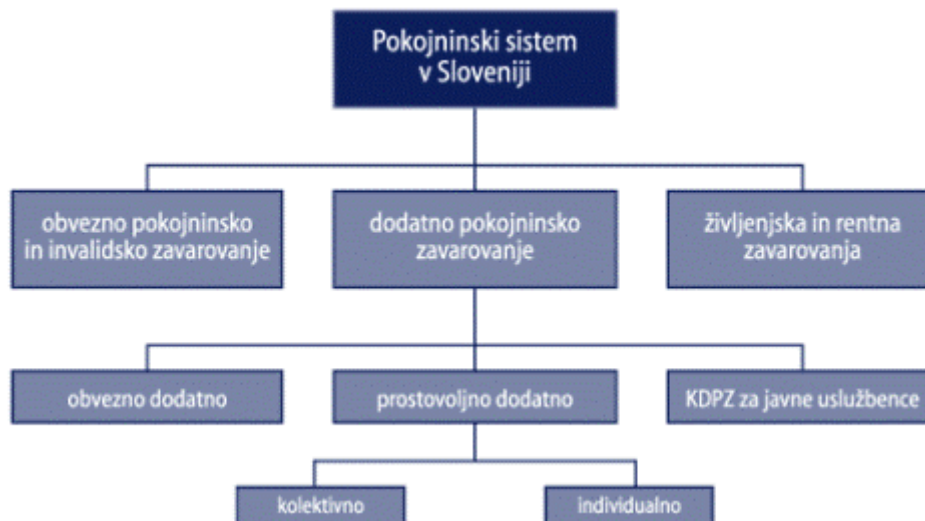 Pokojninski sistem
v Sloveniji
obvezno pokojninsko
in invalidsko zavarovanje
dodatno pokojninsko
zavarovanje
življenjska in rentna
zavarovanja
obvezno dodatno
prostovoljno dodatno
KDPZ za javne uslužbence
kolektivno
individualno